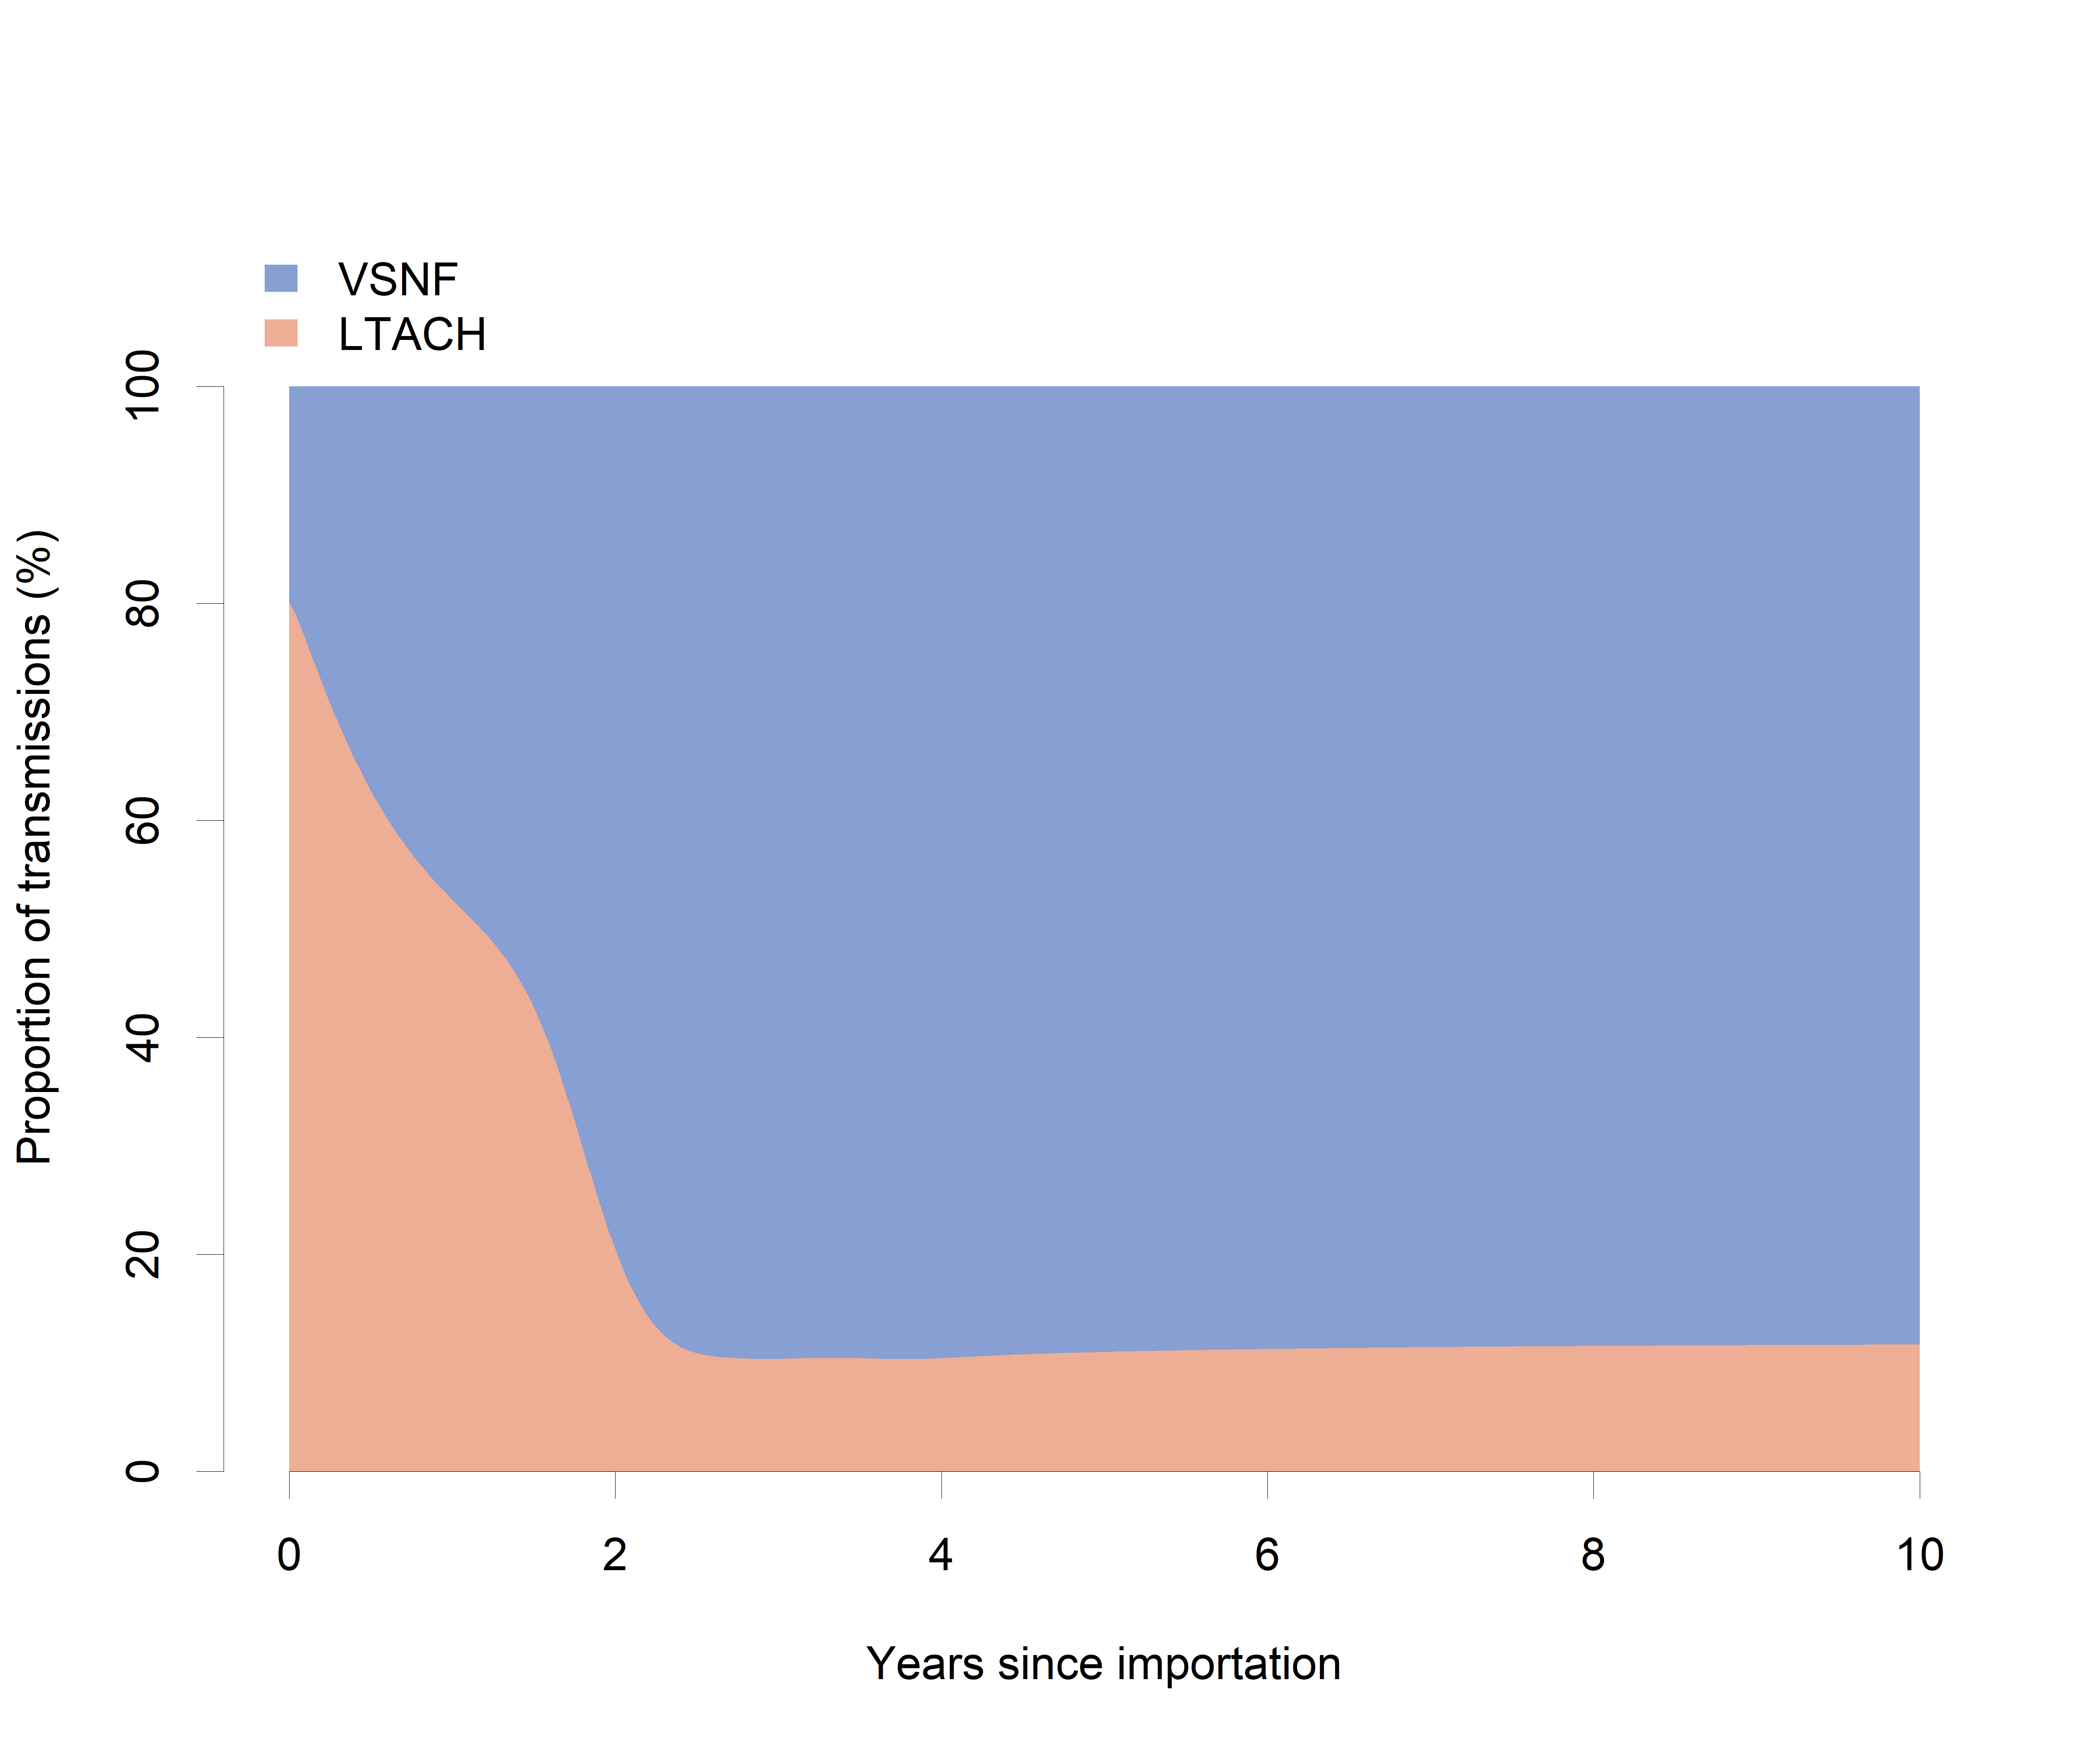 VSNF
LTACH
Proportion of transmissions (%)
100
80
60
40
20
0
0 2 4 6 8 10
Years since importation